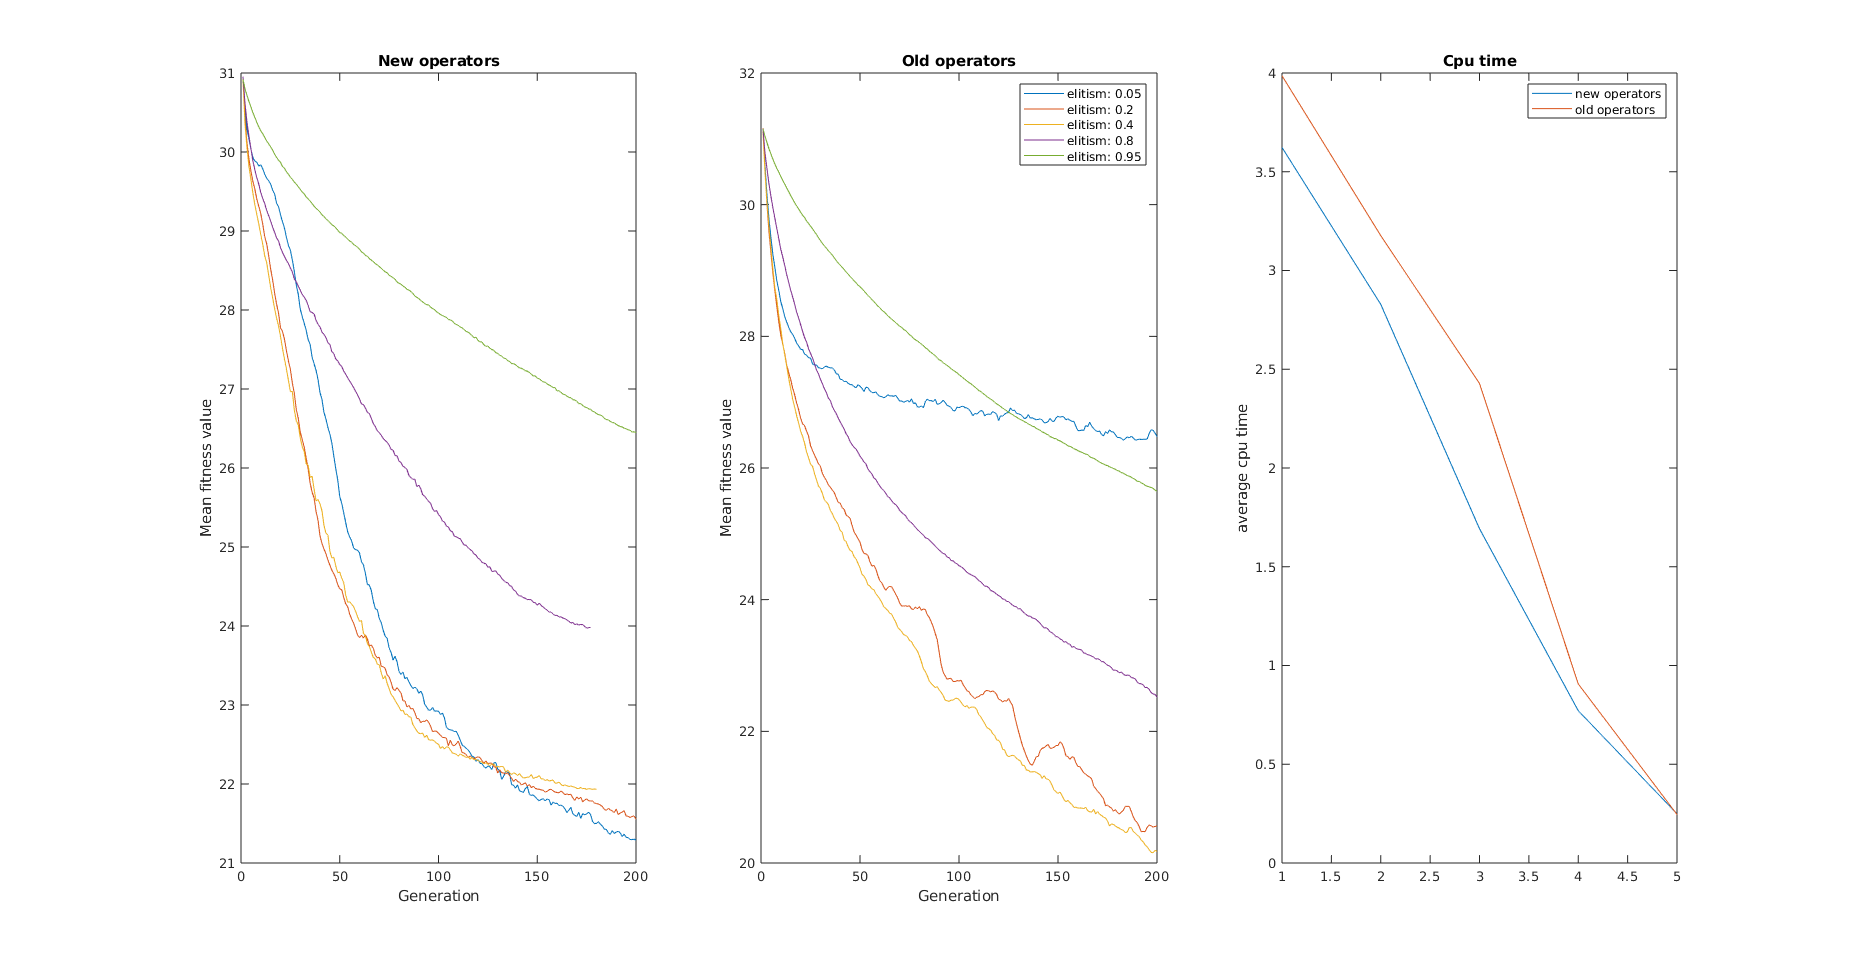 New operators
31
30
29
28
27
26
25
24
23
22
21
Mean fitness value
0 50 100 150 200
Generation
Old operators
elitism: 0.05
elitism: 0.2
elitism: 0.4
elitism: 0.8
elitism: 0.95
32
30
28
26
24
22
20
Mean fitness value
0 50 100 150 200
Generation
Cpu time
new operators
old operators
4
3.5
3
2.5
2
1.5
1
0.5
0
average cpu time
1 1.5 2 2.5 3 3.5 4 4.5 5